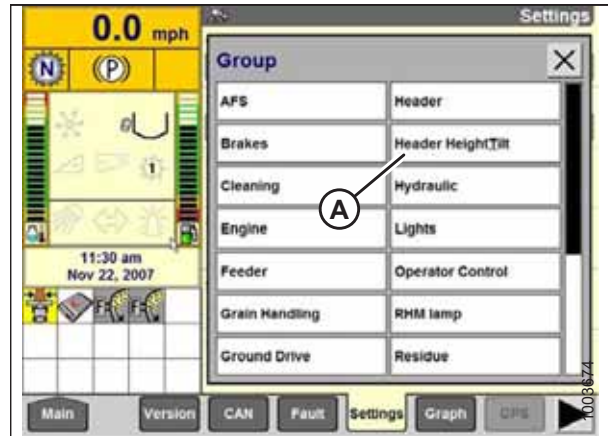 0.0 mph
Settings
N
(P)
Group
AFS
Header
Brakes
Header Height,Tilt
Cleaning
Hydraulic
A
Engine
Lights
Feeder
Operator Control
Grain Handling
RHM lamp
Ground Drive
Residue
1
11:30 am
Nov 22, 2007
Main
Version
CAN
Fault
Settings
Graph
GPS
1003674